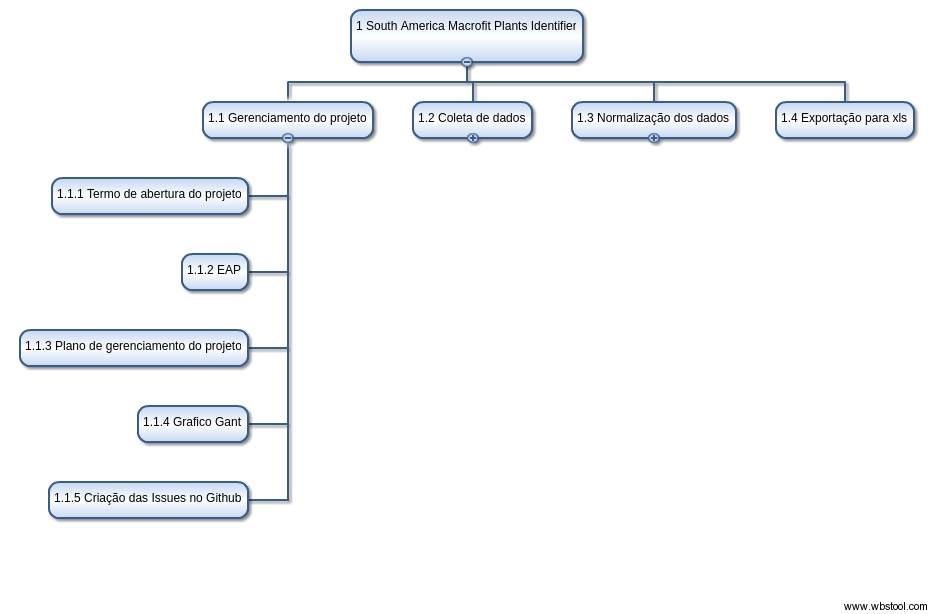 1 South America Macrofit Plants Identifier
1.1 Gerenciamento do projeto
1.2 Coleta de dados
1.3 Normalização dos dados
1.4 Exportação para xls
1.1.1 Termo de abertura do projeto
1.1.2 EAP
1.1.3 Plano de gerenciamento do projeto
1.1.4 Grafico Gant
1.1.5 Criação das Issues no Github
www.wbstool.com